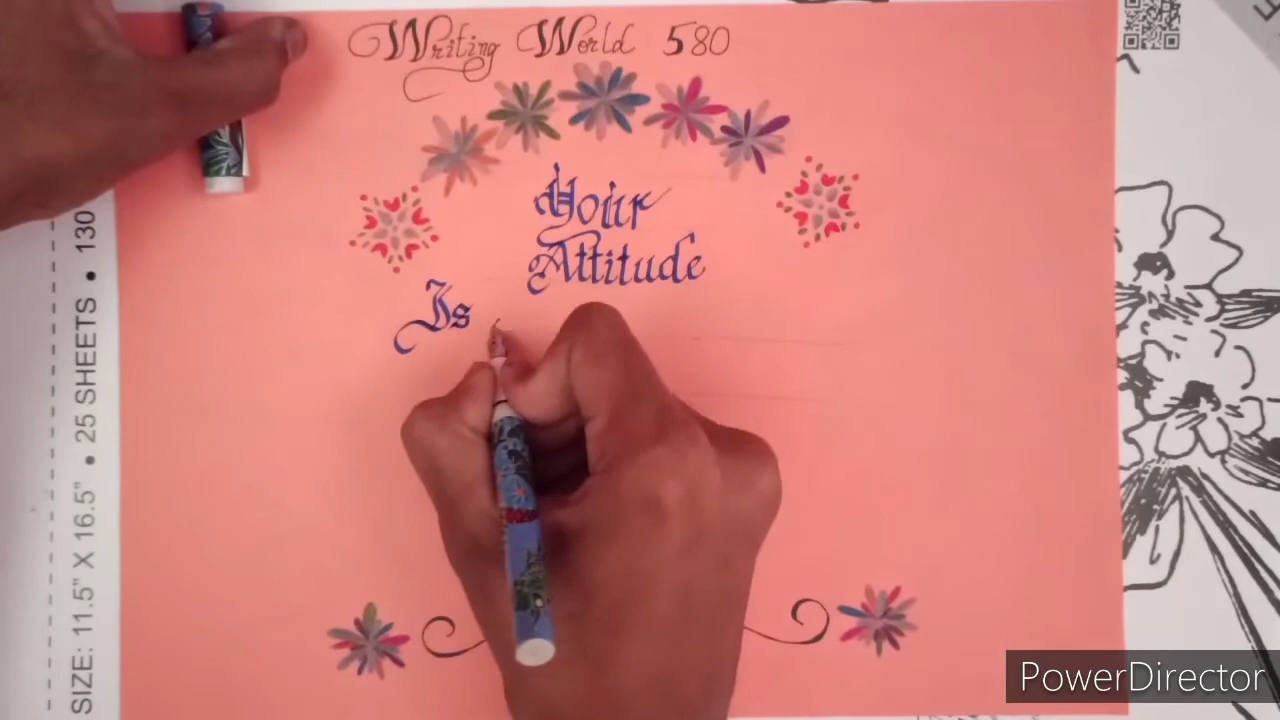 Writing World 580
Your
Attitude
Is
SIZE: 11.5" X 16.5" • 25 SHEETS • 130
PowerDirector